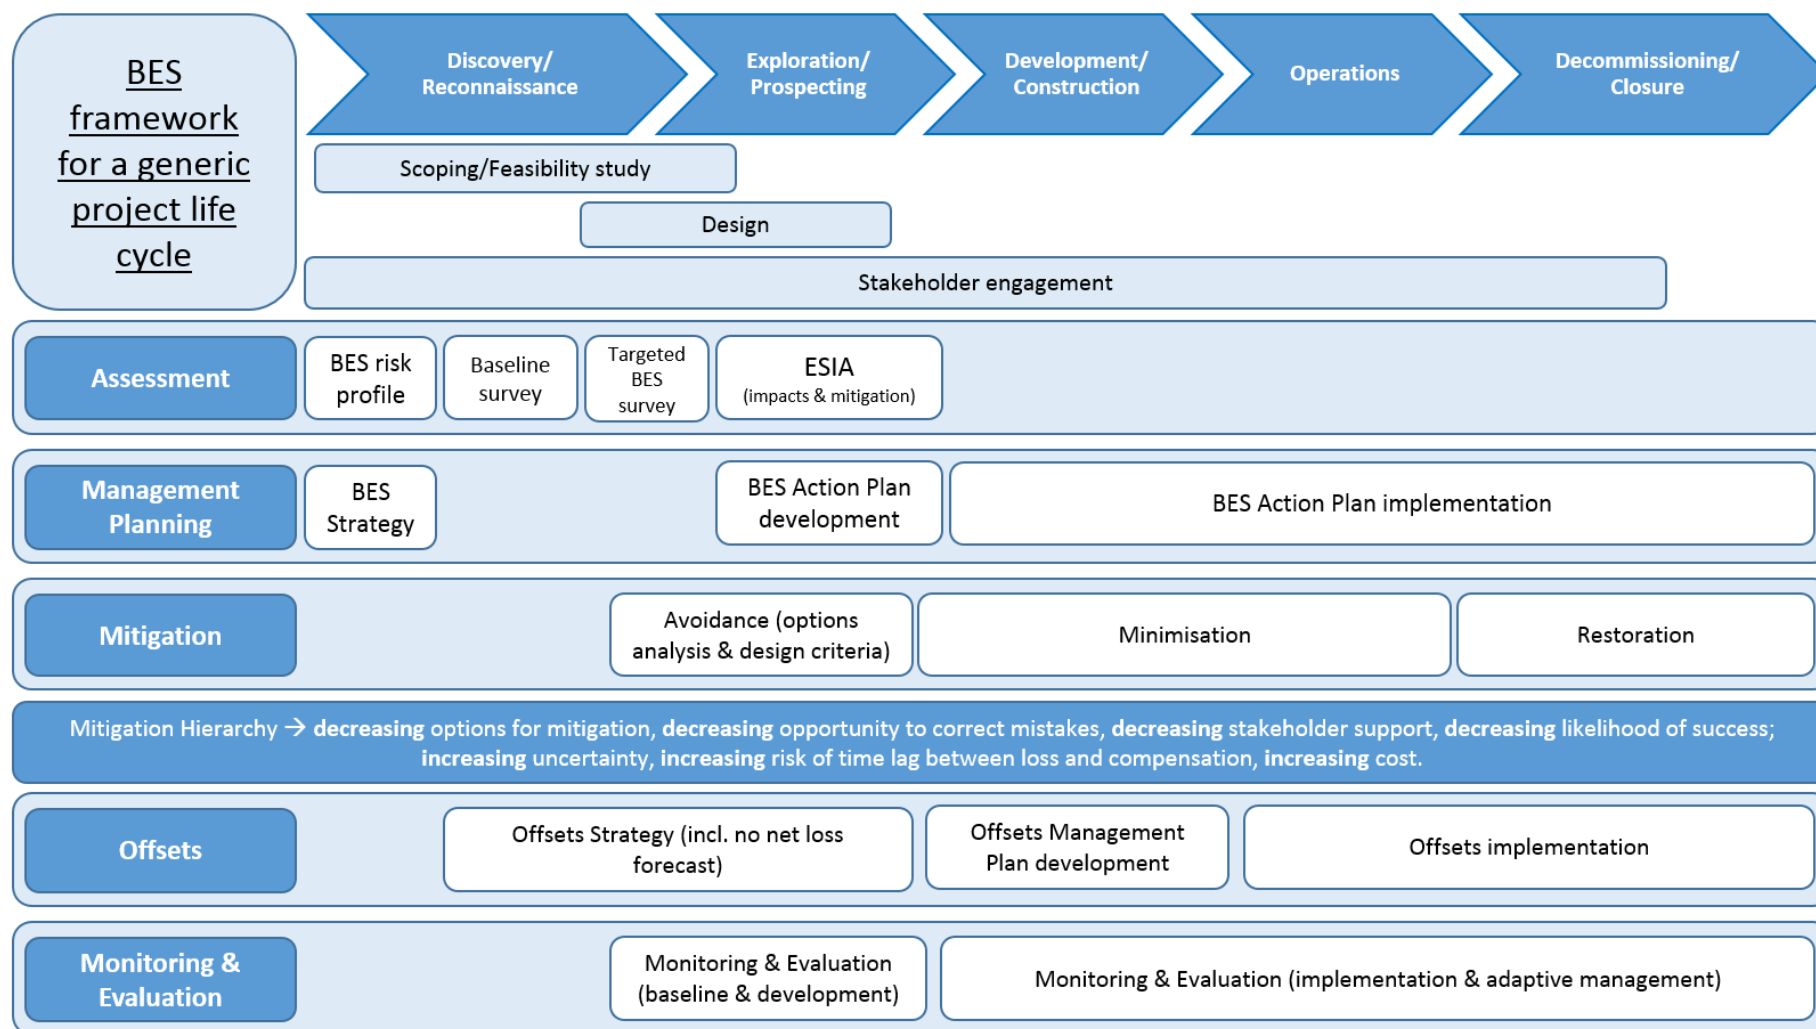 BES
framework
for a generic
project life
cycle
Discovery/
Reconnaissance
Exploration/
Prospecting
Development/
Construction
Operations
Decommissioning/
Closure
Scoping/Feasibility study
Design
Stakeholder engagement
Assessment
BES risk
profile
Baseline
survey
Targeted
BES
survey
ESIA
(impacts & mitigation)
Management
Planning
BES
Strategy
BES Action Plan
development
BES Action Plan implementation
Mitigation
Avoidance (options
analysis & design criteria)
Minimisation
Restoration
Mitigation Hierarchy → decreasing options for mitigation, decreasing opportunity to correct mistakes, decreasing stakeholder support, decreasing likelihood of success;
increasing uncertainty, increasing risk of time lag between loss and compensation, increasing cost.
Offsets
Offsets Strategy (incl. no net loss
forecast)
Offsets Management
Plan development
Offsets implementation
Monitoring &
Evaluation
Monitoring & Evaluation
(baseline & development)
Monitoring & Evaluation (implementation & adaptive management)